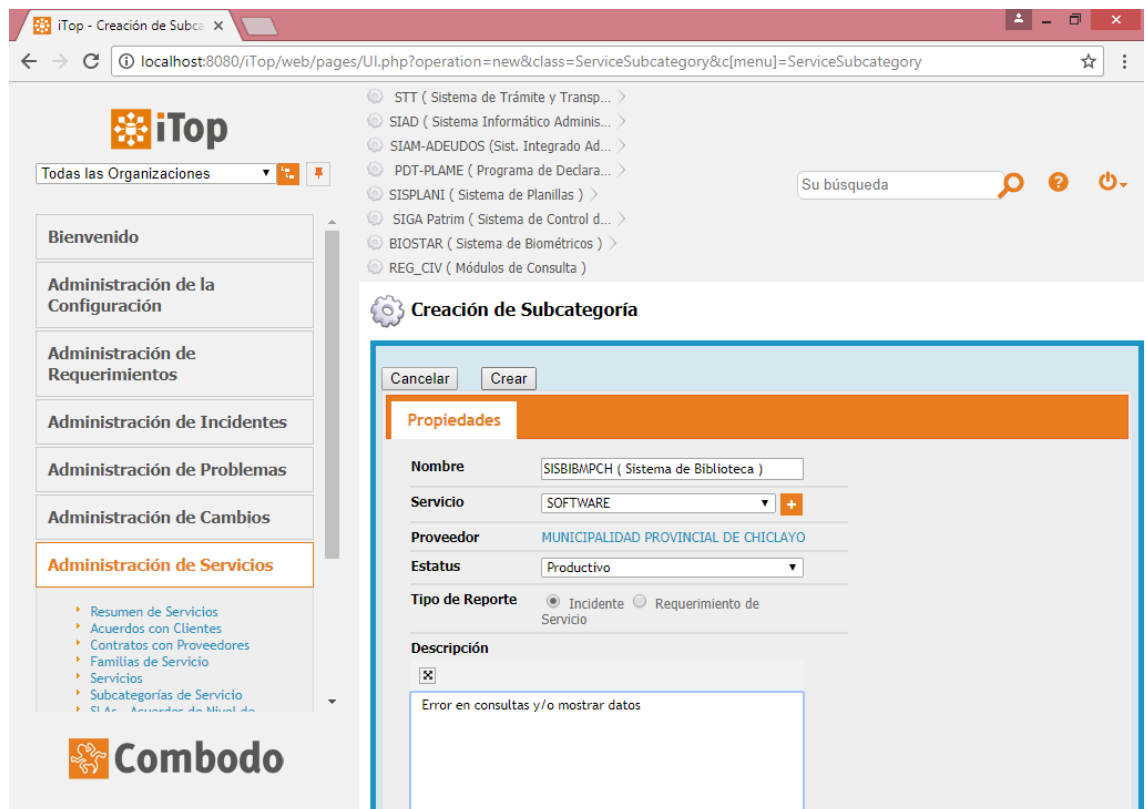 iTop - Creación de Subca
localhost:8080/iTop/web/pages/UI.php?operation=new&class=ServiceSubcategory&c[menu]=ServiceSubcategory
iTop
Todas las Organizaciones
Bienvenido
Administración de la
Configuración
Administración de
Requerimientos
Administración de Incidentes
Administración de Problemas
Administración de Cambios
Administración de Servicios
Resumen de Servicios
Acuerdos con Clientes
Contratos con Proveedores
Familias de Servicio
Servicios
Subcategorías de Servicio
SLAs - Acuerdos de Nivel de
Combodo
STT ( Sistema de Trámite y Transp...
SIAD ( Sistema Informático Adminis...
SIAM-ADEUDOS (Sist. Integrado Ad...
PDT-PLAME ( Programa de Declara...
SISPLANI ( Sistema de Planillas )
SIGA Patrim ( Sistema de Control d...
BIOSTAR ( Sistema de Biométricos )
REG_CIV ( Módulos de Consulta )
Su búsqueda
Creación de Subcategoría
Cancelar Crear
Propiedades
Nombre SISBIBMPCH ( Sistema de Biblioteca )
Servicio SOFTWARE
Proveedor MUNICIPALIDAD PROVINCIAL DE CHICLAYO
Estatus Productivo
Tipo de Reporte Incidente Requerimiento de
Servicio
Descripción
Error en consultas y/o mostrar datos